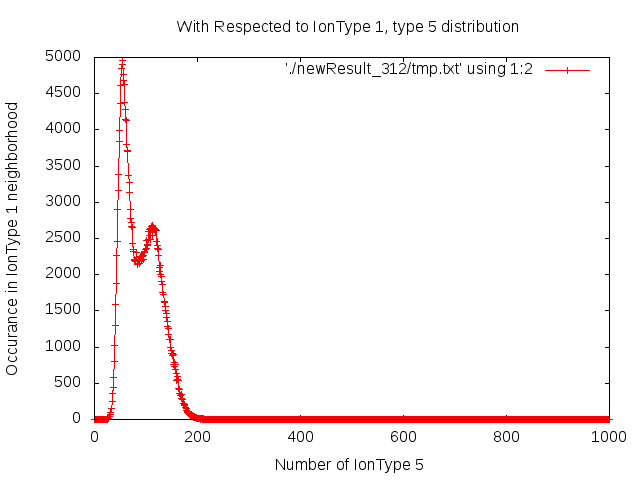 With Respected to IonType 1, type 5 distribution
'./newResult_312/tmp.txt' using 1:2
5000
4500
4000
3500
3000
2500
2000
1500
1000
500
0
Occurance in IonType 1 neighborhood
0 200 400 600 800 1000
Number of IonType 5